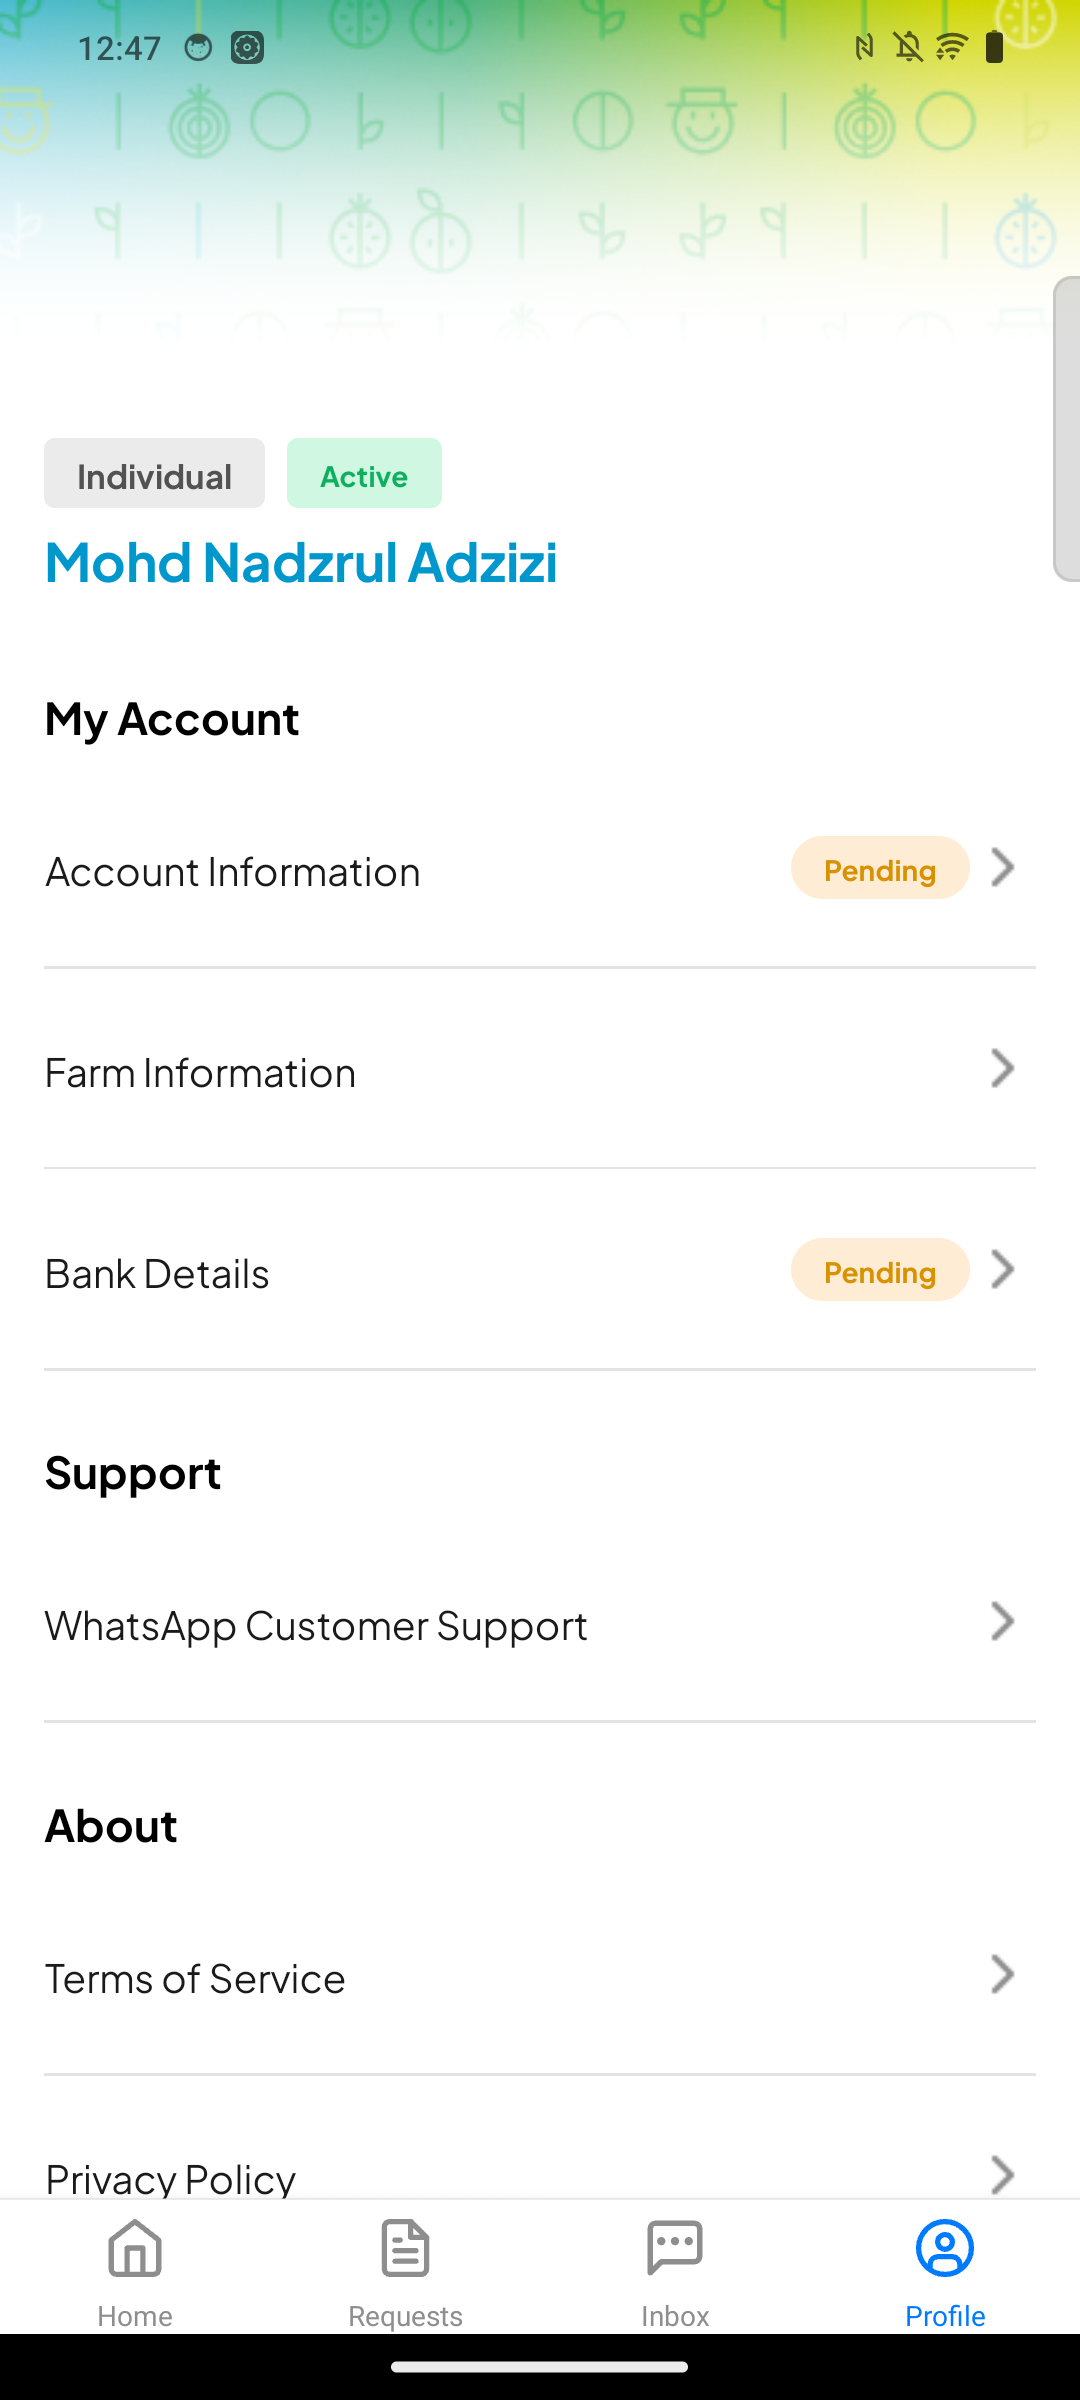 12:47
Individual Active
Mohd Nadzrul Adzizi
My Account
Account Information Pending
Farm Information
Bank Details Pending
Support
WhatsApp Customer Support
About
Terms of Service
Privacy Policy
Home Requests Inbox Profile